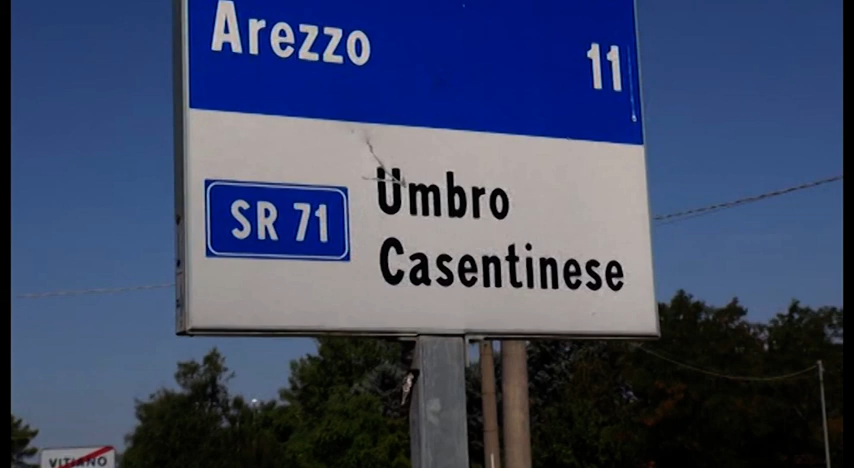 Arezzo 11
SR 71
Umbro
Casentinese
VITIANO